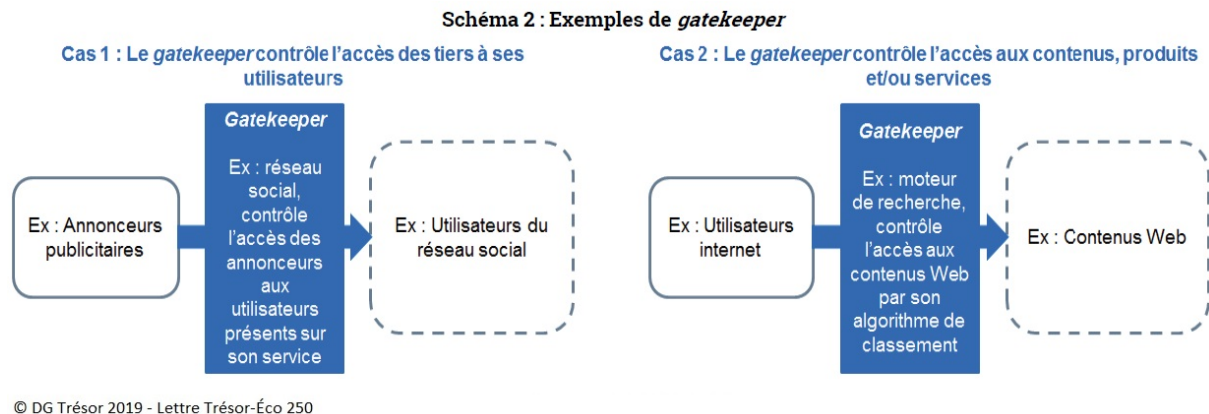 Schéma 2 : Exemples de gatekeeper
Cas 1 : Le gatekeeper contrôle l’accès des tiers à ses
utilisateurs
Ex : Annonceurs
publicitaires
Gatekeeper
Ex : réseau
social,
contrôle
l’accès des
annonceurs
aux
utilisateurs
présents sur
son service
Ex : Utilisateurs du
réseau social
Cas 2 : Le gatekeeper contrôle l’accès aux contenus, produits
et/ou services
Ex : Utilisateurs
internet
Gatekeeper
Ex : moteur
de recherche,
contrôle
l’accès aux
contenus Web
par son
algorithme de
classement
Ex : Contenus Web
© DG Trésor 2019 - Lettre Trésor-Éco 250